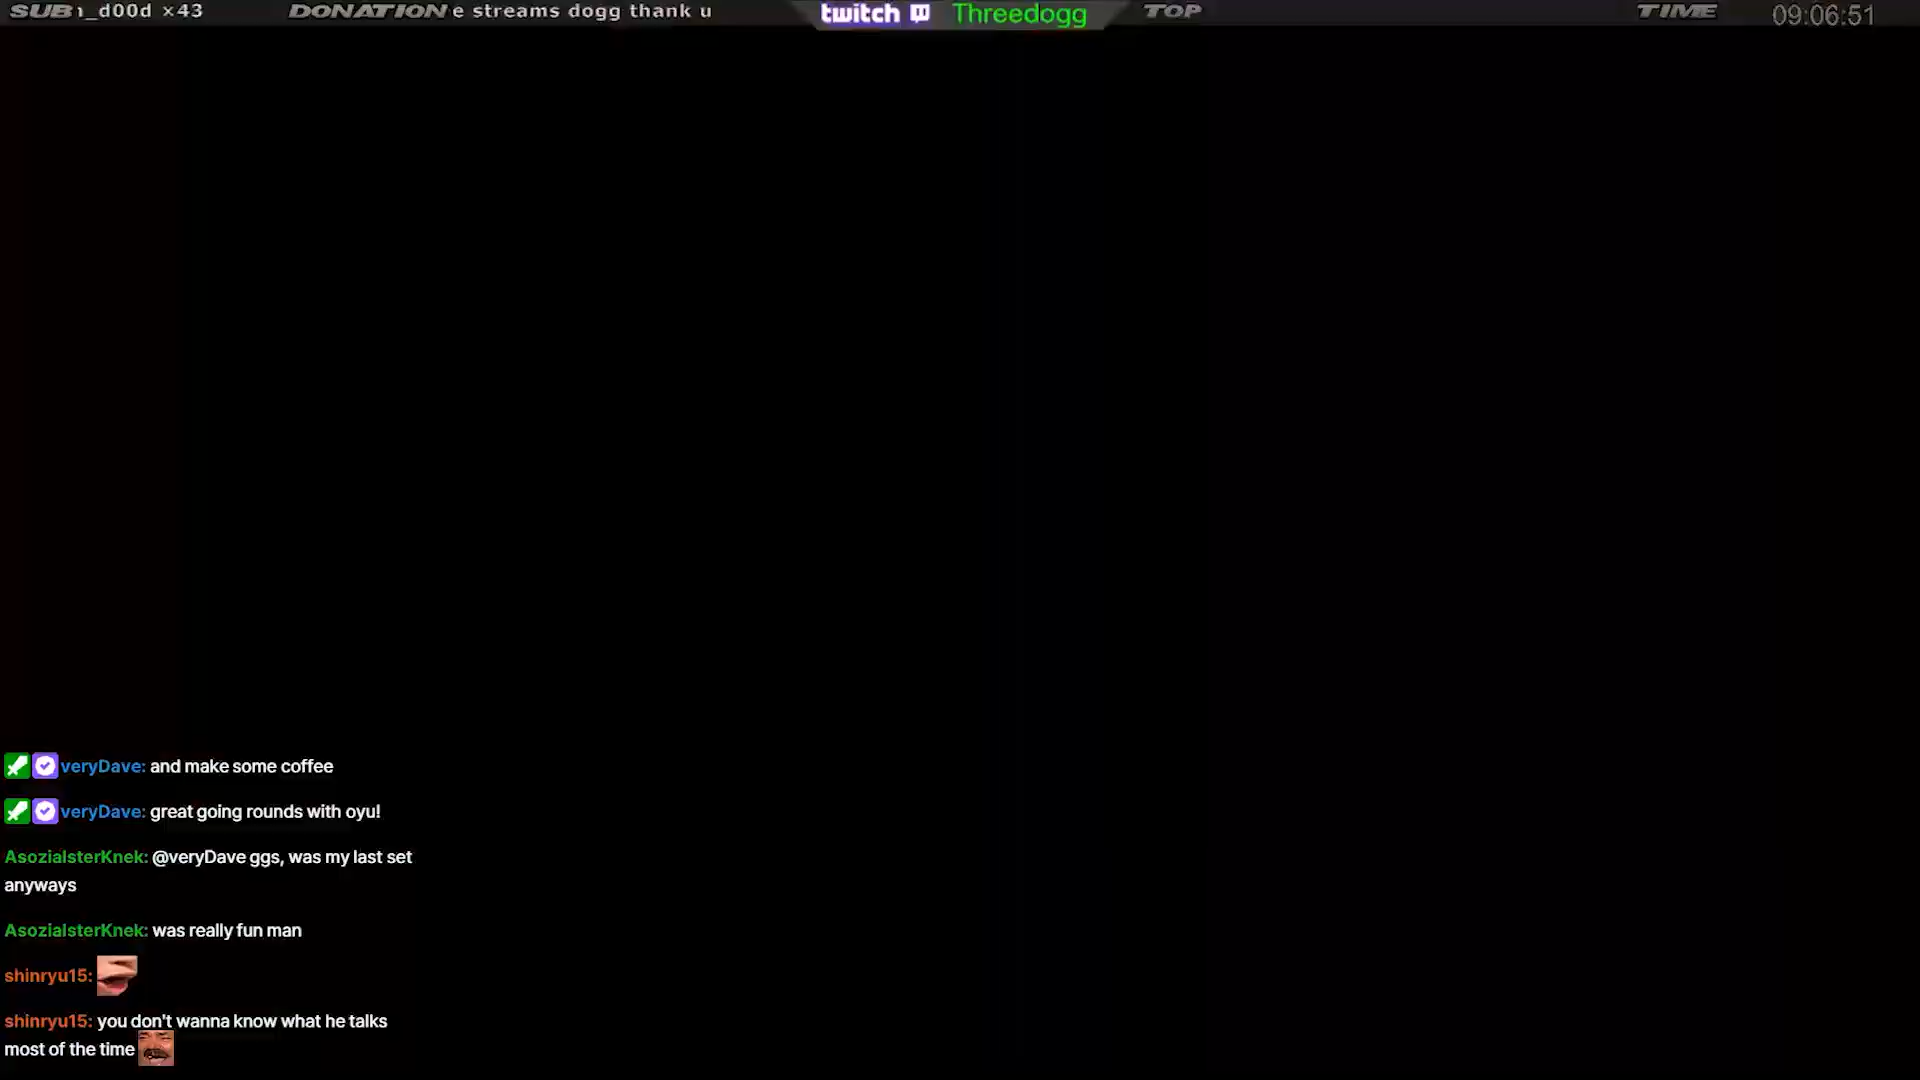 SUB ı_d00d ×43 DONATION e streams dogg thank u twitch Threedogg TOP TIME 09:06:51
veryDave: and make some coffee
veryDave: great going rounds with oyu!
AsozialsterKnek: @veryDave ggs, was my last set
anyways
AsozialsterKnek: was really fun man
shinryu15:
shinryu15: you don't wanna know what he talks
most of the time